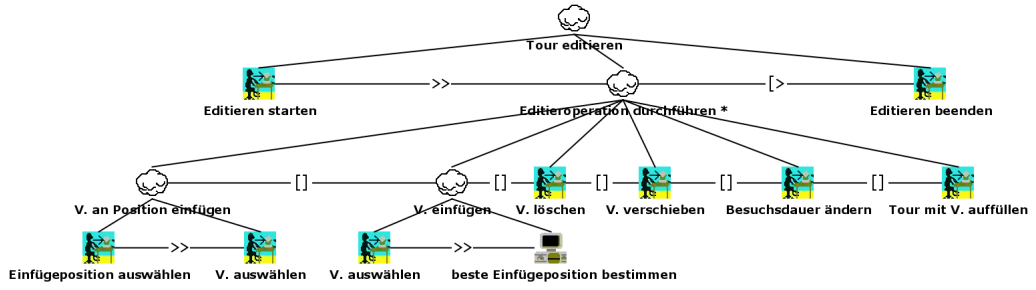 Tour editieren
>>
[>
Editieren starten
Editieroperation durchführen *
Editieren beenden
[]
[]
[]
[]
[]
V. an Position einfügen
V. einfügen
V. löschen
V. verschieben
Besuchsdauer ändern
Tour mit V. auffüllen
>>
>>
Einfügeposition auswählen
V. auswählen
V. auswählen
beste Einfügeposition bestimmen